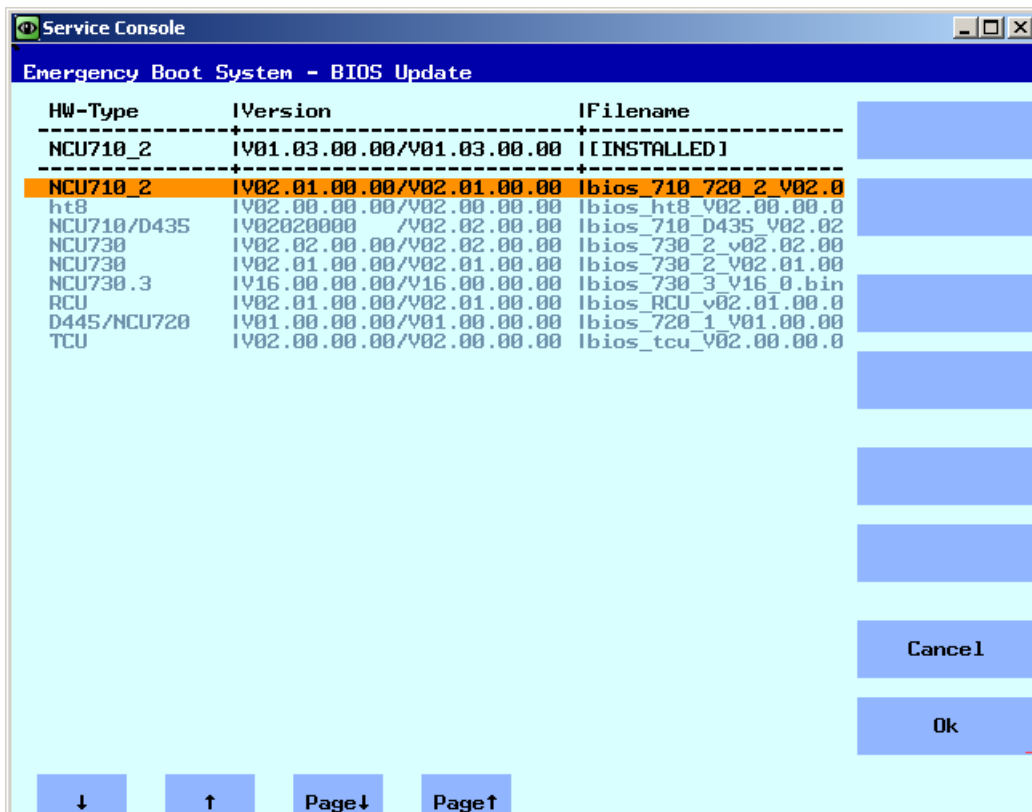 Service Console
Emergency Boot System - BIOS Update
HW-Type |Version |Filename
NCU710_2 |V01.03.00.00/V01.03.00.00 |[INSTALLED]
NCU710_2 |V02.01.00.00/V02.01.00.00 |bios_710_720_2_V02.0
ht8 |V02.00.00.00/V02.00.00.00 |bios_ht8_V02.00.00.0
NCU710/D435 |V02020000 /V02.02.00.00 |bios_710_D435_V02.02
NCU730 |V02.02.00.00/V02.02.00.00 |bios_730_2_v02.02.00
NCU730 |V02.01.00.00/V02.01.00.00 |bios_730_2_V02.01.00
NCU730.3 |V16.00.00.00/V16.00.00.00 |bios_730_3_V16_0.bin
RCU |V02.01.00.00/V02.01.00.00 |bios_RCU_v02.01.00.0
D445/NCU720 |V01.00.00.00/V01.00.00.00 |bios_720_1_V01.00.00
TCU |V02.00.00.00/V02.00.00.00 |bios_tcu_V02.00.00.0
Cancel
Ok
↓ ↑ Page↓ Page↑